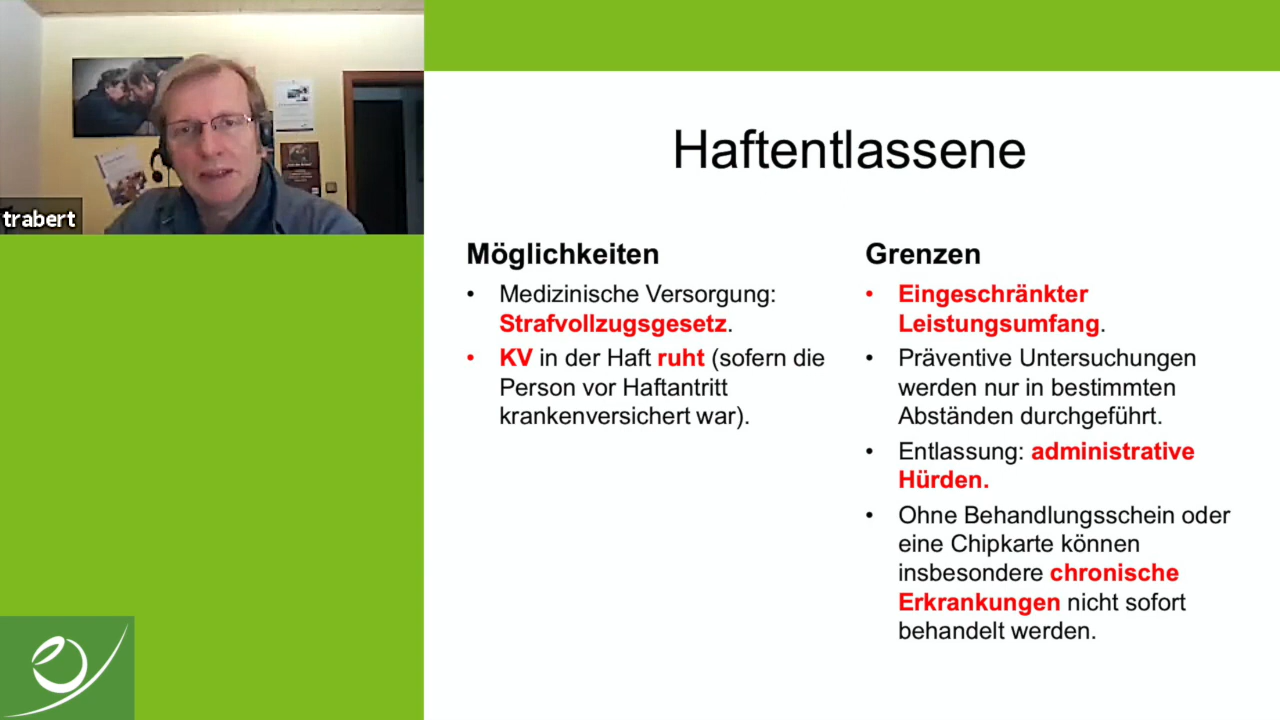 trabert
Haftentlassene
Möglichkeiten
• Medizinische Versorgung:
Strafvollzugsgesetz.
• KV in der Haft ruht (sofern die
Person vor Haftantritt
krankenversichert war).
Grenzen
• Eingeschränkter
Leistungsumfang.
• Präventive Untersuchungen
werden nur in bestimmten
Abständen durchgeführt.
• Entlassung: administrative
Hürden.
• Ohne Behandlungsschein oder
eine Chipkarte können
insbesondere chronische
Erkrankungen nicht sofort
behandelt werden.